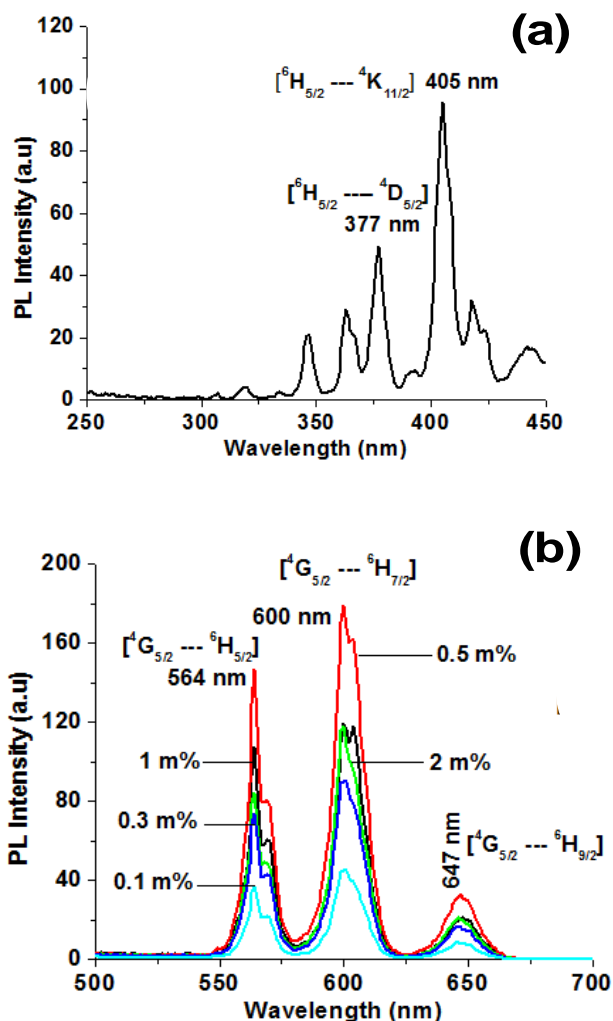 (a)
120
100
80
60
40
20
0
PL Intensity (a.u)
[⁶H₅/₂ --- ⁴K₁₁/₂] 405 nm
[⁶H₅/₂ ---- ⁴D₅/₂]
377 nm
250 300 350 400 450
Wavelength (nm)
(b)
200
160
120
80
40
0
PL Intensity (a.u)
[⁴G₅/₂ --- ⁶H₇/₂]
600 nm
[⁴G₅/₂ --- ⁶H₅/₂]
564 nm
0.5 m%
1 m%
2 m%
0.3 m%
0.1 m%
647 nm
[⁴G₅/₂ --- ⁶H₉/₂]
500 550 600 650 700
Wavelength (nm)